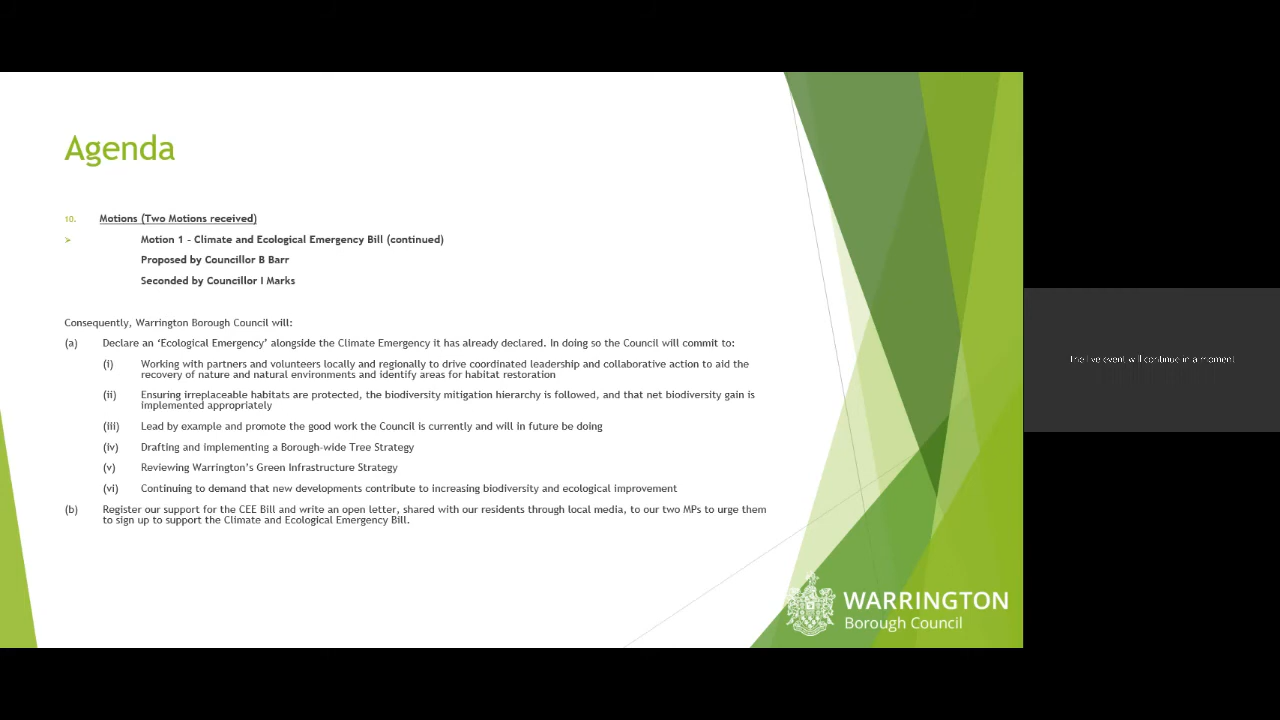 Agenda
10. Motions (Two Motions received)
➢ Motion 1 - Climate and Ecological Emergency Bill (continued)
Proposed by Councillor B Barr
Seconded by Councillor I Marks
Consequently, Warrington Borough Council will:
(a) Declare an ‘Ecological Emergency’ alongside the Climate Emergency it has already declared. In doing so the Council will commit to:
(i) Working with partners and volunteers locally and regionally to drive coordinated leadership and collaborative action to aid the
recovery of nature and natural environments and identify areas for habitat restoration
(ii) Ensuring irreplaceable habitats are protected, the biodiversity mitigation hierarchy is followed, and that net biodiversity gain is
implemented appropriately
(iii) Lead by example and promote the good work the Council is currently and will in future be doing
(iv) Drafting and implementing a Borough-wide Tree Strategy
(v) Reviewing Warrington’s Green Infrastructure Strategy
(vi) Continuing to demand that new developments contribute to increasing biodiversity and ecological improvement
(b) Register our support for the CEE Bill and write an open letter, shared with our residents through local media, to our two MPs to urge them
to sign up to support the Climate and Ecological Emergency Bill.
WARRINGTON
Borough Council
The live event will continue in a moment